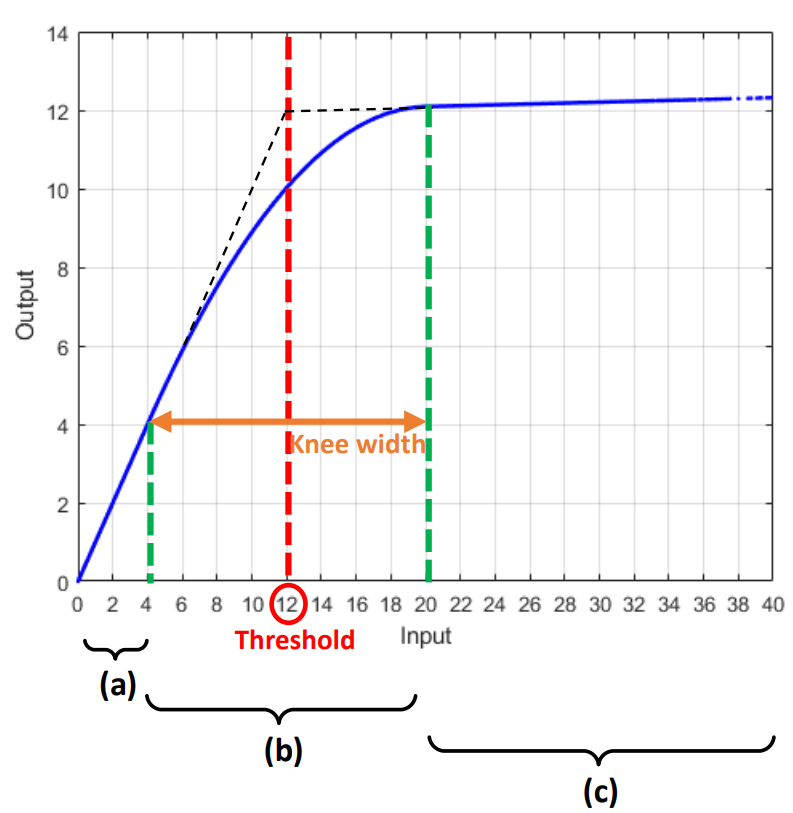 14
12
10
8
6
4
2
0
Output
Knee width
0 2 4 6 8 10 12 14 16 18 20 22 24 26 28 30 32 34 36 38 40
Threshold
Input
(a)
(b)
(c)